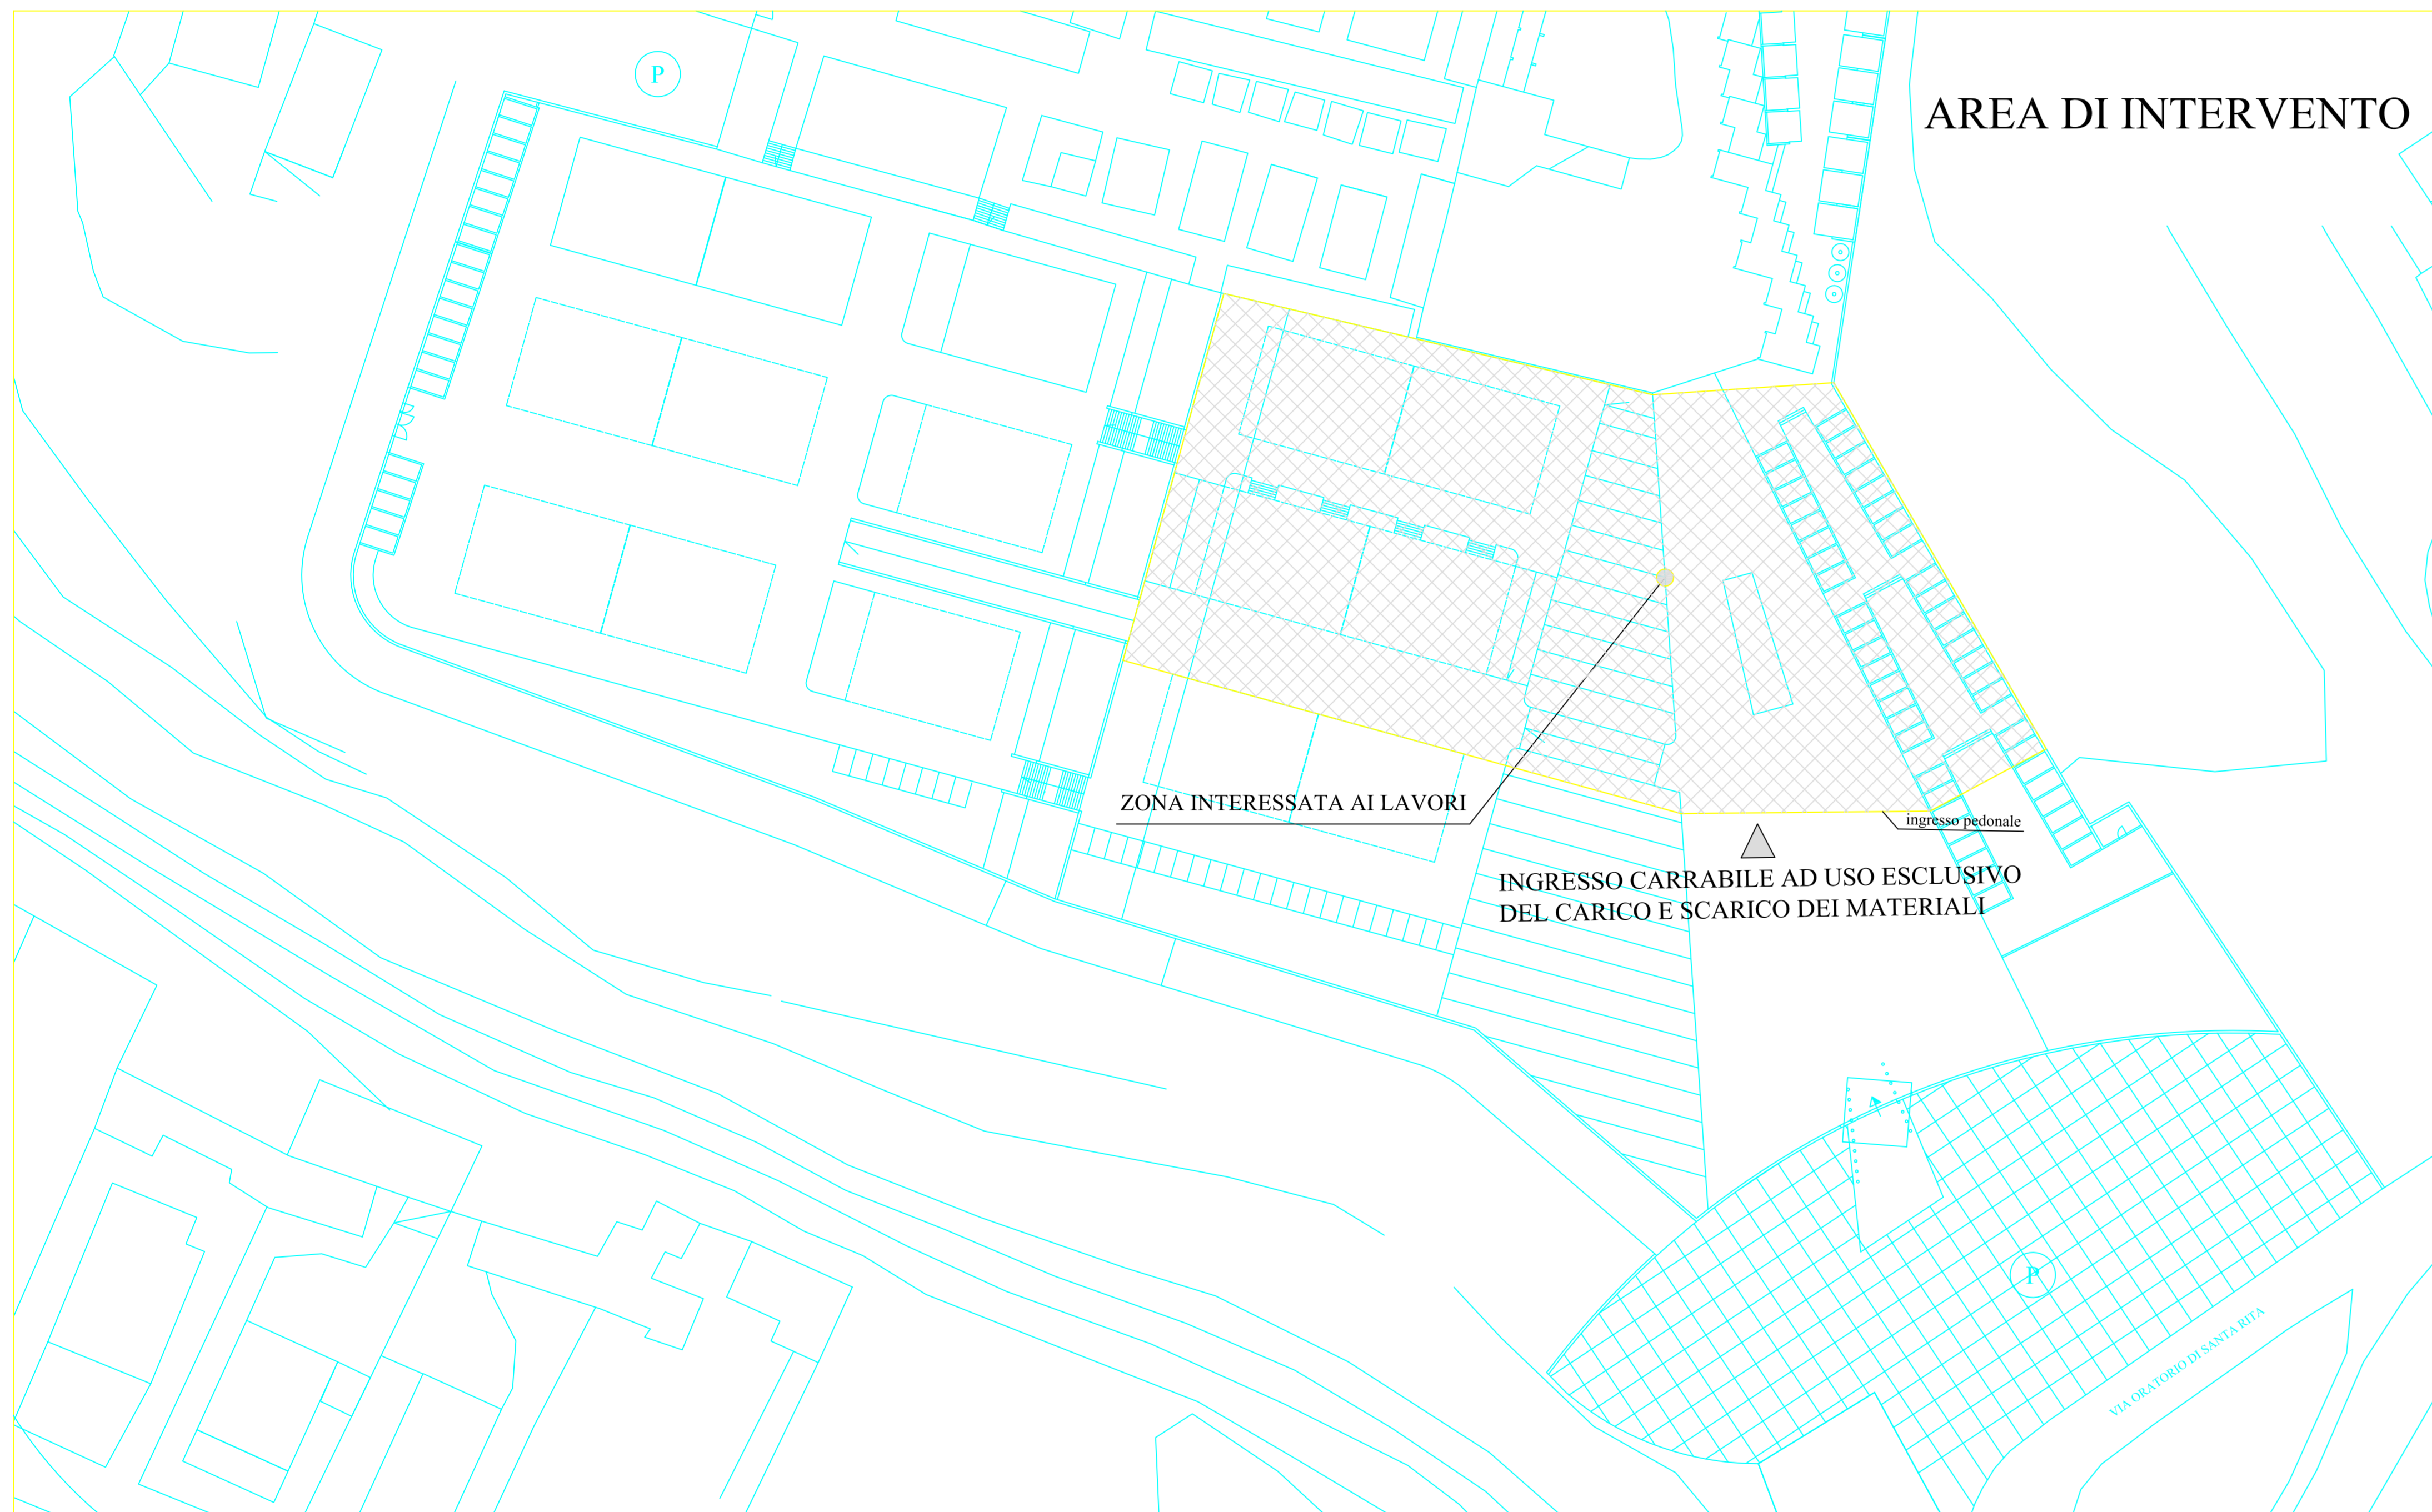 P
AREA DI INTERVENTO
ZONA INTERESSATA AI LAVORI
ingresso pedonale
INGRESSO CARRABILE AD USO ESCLUSIVO
DEL CARICO E SCARICO DEI MATERIALI
P
VIA ORATORIO DI SANTA RITA